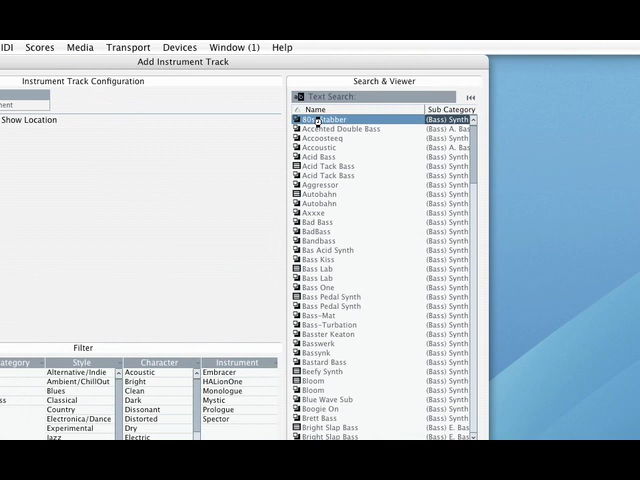 IDI Scores Media Transport Devices Window (1) Help
Add Instrument Track
Instrument Track Configuration
Search & Viewer
Text Search:
Name Sub Category
Show Location
80s Stabber (Bass) Synth
Accented Double Bass (Bass) A. Bas
Accoosteeq (Bass) Synth
Accoustic (Bass) A. Bas
Acid Bass (Bass) Synth
Acid Tack Bass (Bass) Synth
Acid Tack Bass (Bass) Synth
Aggressor (Bass) Synth
Autobahn (Bass) Synth
Autobahn (Bass) Synth
Axxxe (Bass) Synth
Bad Bass (Bass) Synth
BadBass (Bass) Synth
Bandbass (Bass) Synth
Bas Acid Synth (Bass) Synth
Bass Kiss (Bass) Synth
Bass Lab (Bass) Synth
Bass Lab (Bass) Synth
Bass One (Bass) Synth
Bass Pedal Synth (Bass) Synth
Bass Pedal Synth (Bass) Synth
Bass-Mat (Bass) Synth
Bass-Turbation (Bass) Synth
Basster Keaton (Bass) Synth
Basswerk (Bass) Synth
Bassynk (Bass) Synth
Bastard Bass (Bass) Synth
Beefy Synth (Bass) Synth
Bloom (Bass) Synth
Bloom (Bass) Synth
Blue Wave Sub (Bass) Synth
Boogie On (Bass) Synth
Brett Bass (Bass) Synth
Bright Slap Bass (Bass) E. Bas
Bright Slap Bass (Bass) E. Bas
Filter
ategory Style Character Instrument
Alternative/Indie Acoustic Embracer
Ambient/ChillOut Bright HALionOne
Blues Clean Monologue
Classical Dark Mystic
Country Dissonant Prologue
Electronica/Dance Distorted Spector
Experimental Dry
Jazz Electric